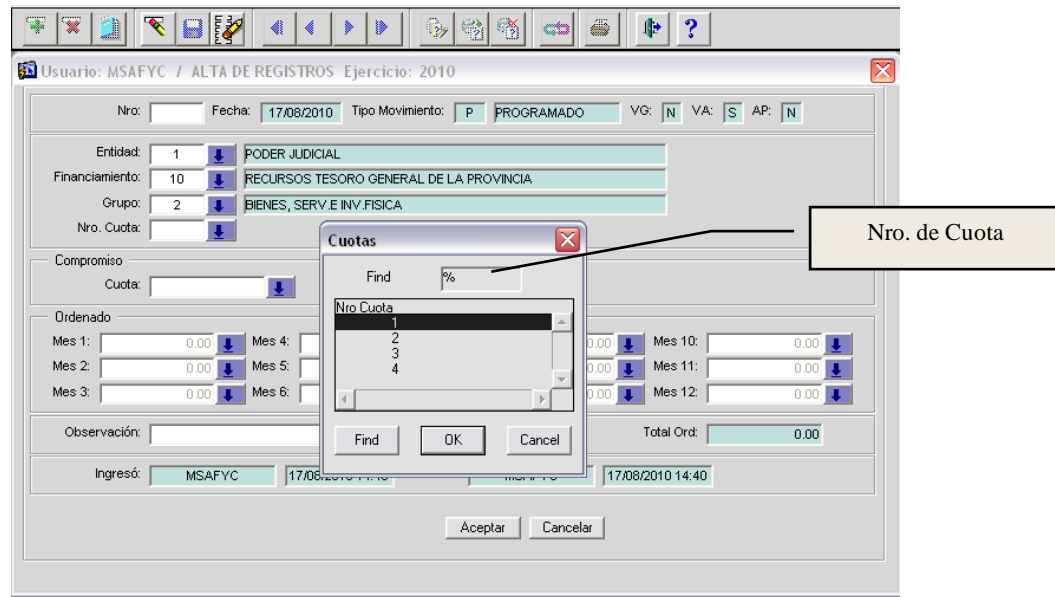 Usuario: MSAFYC / ALTA DE REGISTROS Ejercicio: 2010
Nro: Fecha: 17/08/2010 Tipo Movimiento: P PROGRAMADO VG: N VA: S AP: N
Entidad: 1 PODER JUDICIAL
Financiamiento: 10 RECURSOS TESORO GENERAL DE LA PROVINCIA
Grupo: 2 BIENES, SERV.E INV.FISICA
Nro. Cuota:
Nro. de Cuota
Compromiso
Cuota:
Cuotas
Find %
Nro Cuota
1
2
3
4
Find OK Cancel
Ordenado
Mes 1: 0.00 Mes 4: 0.00 Mes 10: 0.00
Mes 2: 0.00 Mes 5: 0.00 Mes 11: 0.00
Mes 3: 0.00 Mes 6: 0.00 Mes 12: 0.00
Observación: Total Ord: 0.00
Ingresó: MSAFYC 17/08/2010 14:40
Aceptar Cancelar